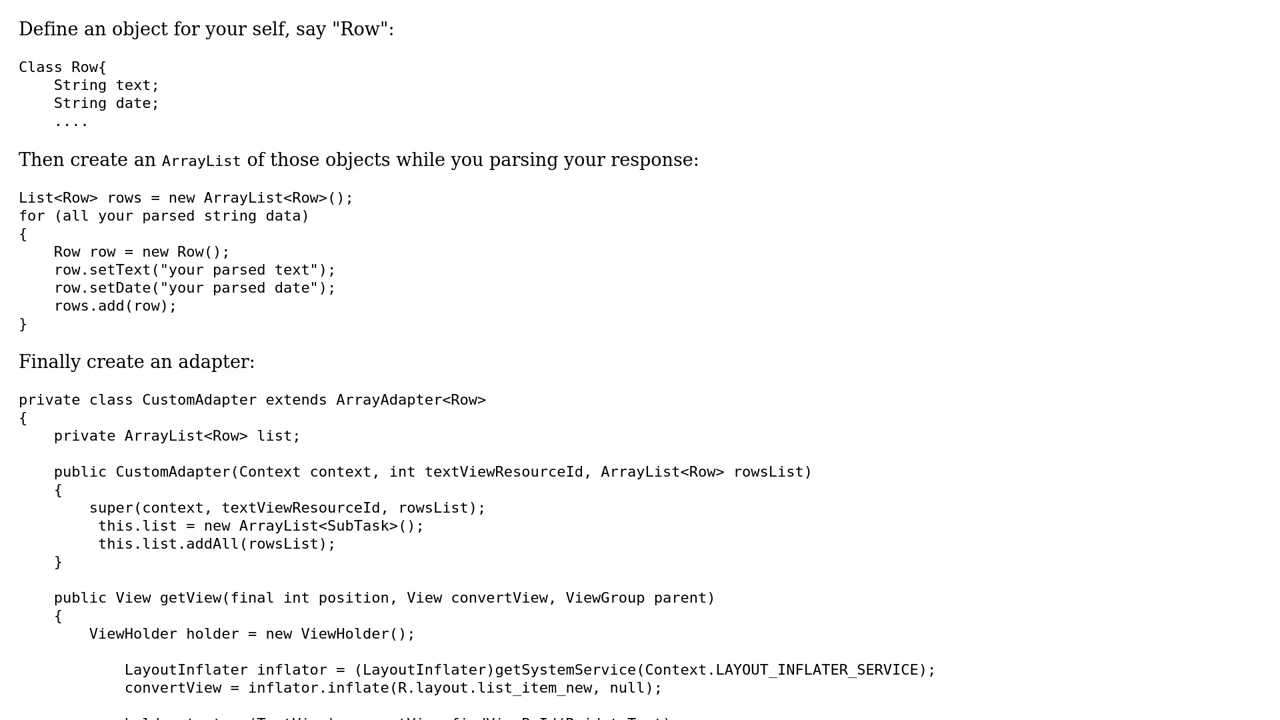 Define an object for your self, say "Row":
Class Row{
    String text;
    String date;
    ....
Then create an ArrayList of those objects while you parsing your response:
List<Row> rows = new ArrayList<Row>();
for (all your parsed string data)
{
    Row row = new Row();
    row.setText("your parsed text");
    row.setDate("your parsed date");
    rows.add(row);
}
Finally create an adapter:
private class CustomAdapter extends ArrayAdapter<Row>
{
    private ArrayList<Row> list;
    public CustomAdapter(Context context, int textViewResourceId, ArrayList<Row> rowsList)
    {
        super(context, textViewResourceId, rowsList);
         this.list = new ArrayList<SubTask>();
         this.list.addAll(rowsList);
    }
    public View getView(final int position, View convertView, ViewGroup parent)
    {
        ViewHolder holder = new ViewHolder();
            LayoutInflater inflator = (LayoutInflater)getSystemService(Context.LAYOUT_INFLATER_SERVICE);
            convertView = inflator.inflate(R.layout.list_item_new, null);